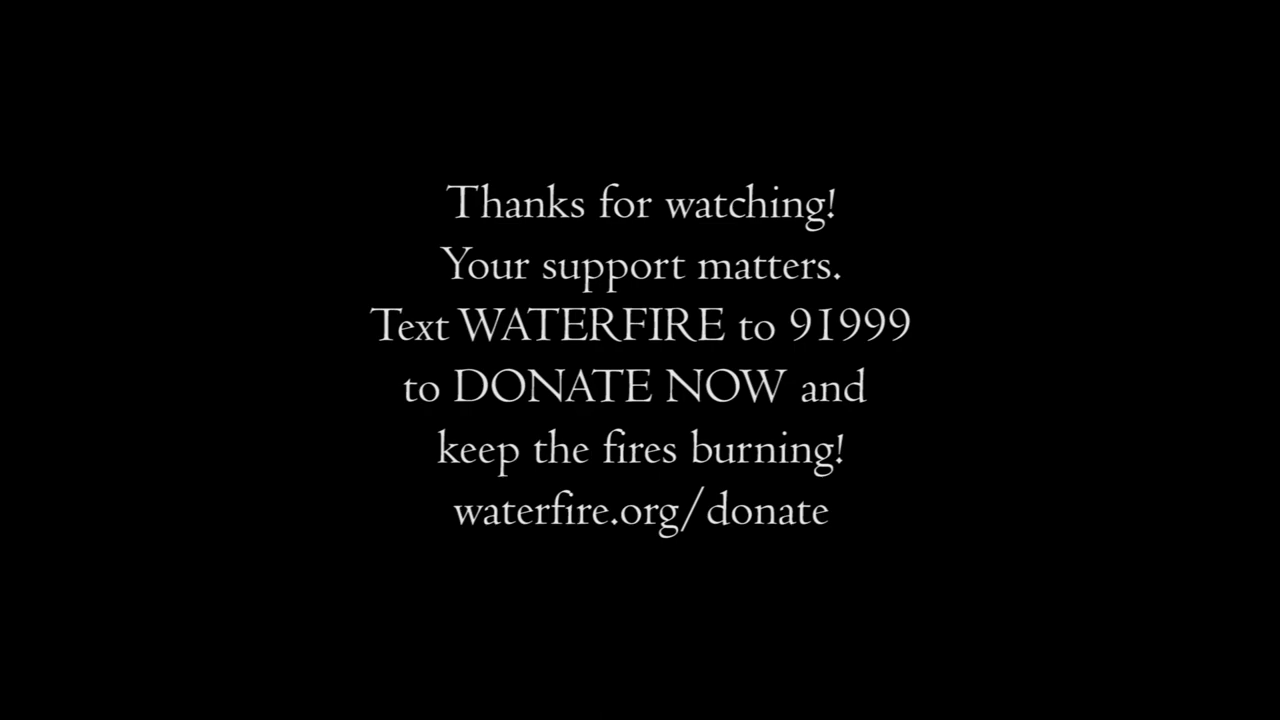 Thanks for watching!
Your support matters.
Text WATERFIRE to 91999
to DONATE NOW and
keep the fires burning!
waterfire.org/donate